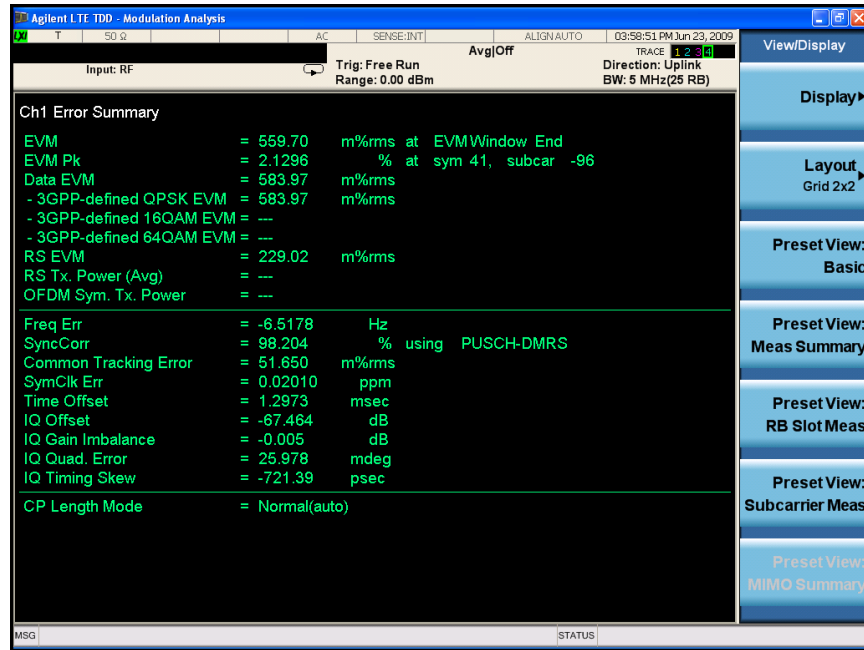 Agilent LTE TDD - Modulation Analysis
LXI T 50 Ω AC SENSE:INT ALIGN AUTO 03:58:51 PM Jun 23, 2009
Avg|Off TRACE 1 2 3 4
Input: RF Trig: Free Run Direction: Uplink
Range: 0.00 dBm BW: 5 MHz(25 RB)
Ch1 Error Summary
EVM = 559.70 m%rms at EVMWindow End
EVM Pk = 2.1296 % at sym 41, subcar -96
Data EVM = 583.97 m%rms
- 3GPP-defined QPSK EVM = 583.97 m%rms
- 3GPP-defined 16QAM EVM = ---
- 3GPP-defined 64QAM EVM = ---
RS EVM = 229.02 m%rms
RS Tx. Power (Avg) = ---
OFDM Sym. Tx. Power = ---
Freq Err = -6.5178 Hz
SyncCorr = 98.204 % using PUSCH-DMRS
Common Tracking Error = 51.650 m%rms
SymClk Err = 0.02010 ppm
Time Offset = 1.2973 msec
IQ Offset = -67.464 dB
IQ Gain Imbalance = -0.005 dB
IQ Quad. Error = 25.978 mdeg
IQ Timing Skew = -721.39 psec
CP Length Mode = Normal(auto)
View/Display
Display
Layout
Grid 2x2
Preset View:
Basic
Preset View:
Meas Summary
Preset View:
RB Slot Meas
Preset View:
Subcarrier Meas
Preset View:
MIMO Summary
MSG STATUS